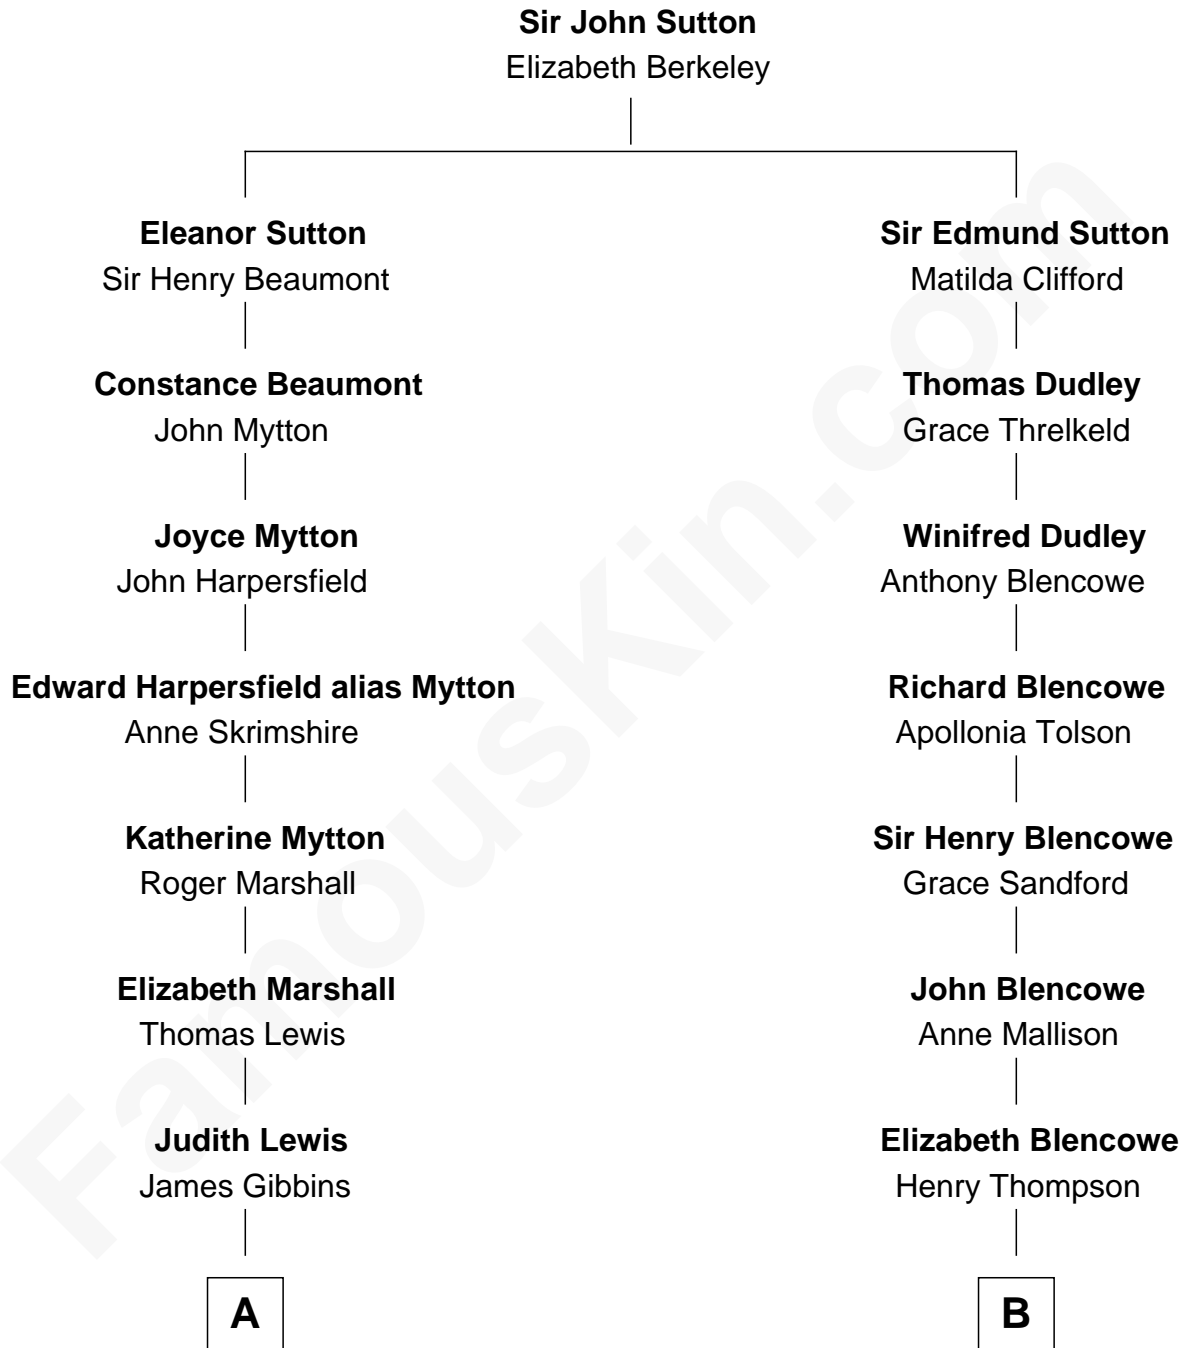 Sir John Sutton
Elizabeth Berkeley
Eleanor Sutton
Sir Henry Beaumont
Sir Edmund Sutton
Matilda Clifford
Constance Beaumont
John Mytton
Thomas Dudley
Grace Threlkeld
Joyce Mytton
John Harpersfield
Winifred Dudley
Anthony Blencowe
Edward Harpersfield alias Mytton
Anne Skrimshire
Richard Blencowe
Apollonia Tolson
Katherine Mytton
Roger Marshall
Sir Henry Blencowe
Grace Sandford
Elizabeth Marshall
Thomas Lewis
John Blencowe
Anne Mallison
Judith Lewis
James Gibbins
Elizabeth Blencowe
Henry Thompson
A
B
FamousKin.com